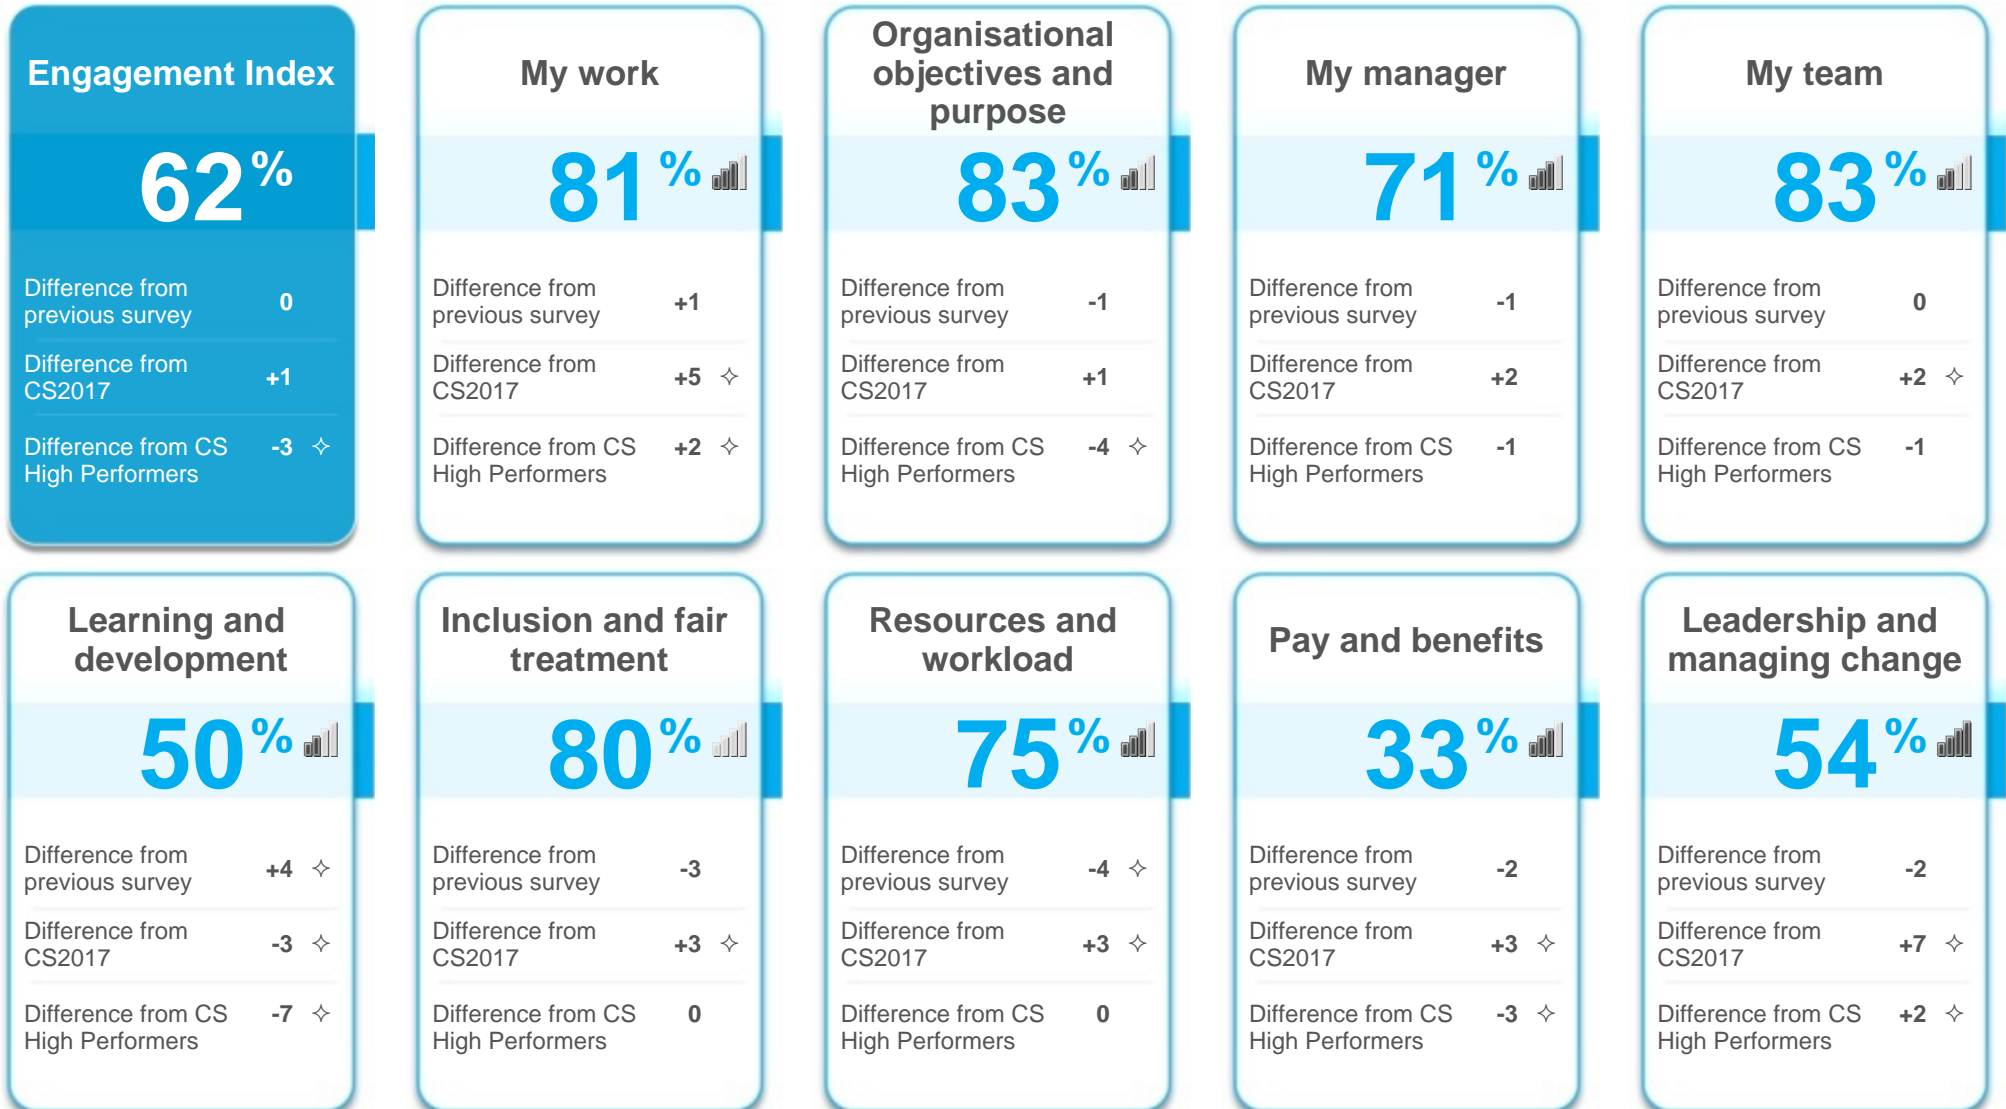 Engagement Index
62%
Difference from
previous survey 0
Difference from
CS2017 +1
Difference from CS
High Performers -3 ✧
My work
81%
Difference from
previous survey +1
Difference from
CS2017 +5 ✧
Difference from CS
High Performers +2 ✧
Organisational
objectives and
purpose
83%
Difference from
previous survey -1
Difference from
CS2017 +1
Difference from CS
High Performers -4 ✧
My manager
71%
Difference from
previous survey -1
Difference from
CS2017 +2
Difference from CS
High Performers -1
My team
83%
Difference from
previous survey 0
Difference from
CS2017 +2 ✧
Difference from CS
High Performers -1
Learning and
development
50%
Difference from
previous survey +4 ✧
Difference from
CS2017 -3 ✧
Difference from CS
High Performers -7 ✧
Inclusion and fair
treatment
80%
Difference from
previous survey -3
Difference from
CS2017 +3 ✧
Difference from CS
High Performers 0
Resources and
workload
75%
Difference from
previous survey -4 ✧
Difference from
CS2017 +3 ✧
Difference from CS
High Performers 0
Pay and benefits
33%
Difference from
previous survey -2
Difference from
CS2017 +3 ✧
Difference from CS
High Performers -3 ✧
Leadership and
managing change
54%
Difference from
previous survey -2
Difference from
CS2017 +7 ✧
Difference from CS
High Performers +2 ✧